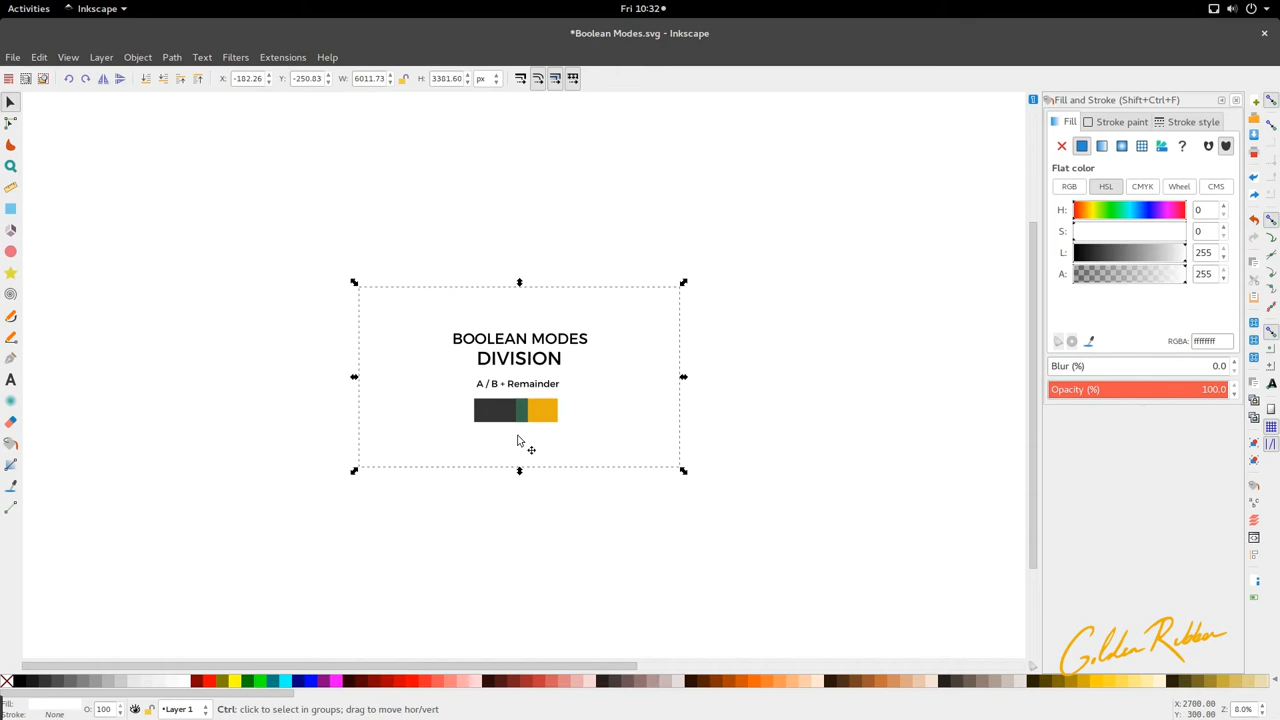 Activities Inkscape Fri 10:32
*Boolean Modes.svg - Inkscape
File Edit View Layer Object Path Text Filters Extensions Help
X: -182.26 Y: -250.83 W: 6011.73 H: 3381.60 px
Fill and Stroke (Shift+Ctrl+F)
Fill Stroke paint Stroke style
Flat color
RGB HSL CMYK Wheel CMS
H: 0
S: 0
L: 255
A: 255
RGBA: ffffffff
Blur (%) 0.0
Opacity (%) 100.0
BOOLEAN MODES
DIVISION
A / B + Remainder
Golden Ribbon
Fill:
Stroke: None
O: 100
Layer 1
Ctrl: click to select in groups; drag to move hor/vert
X: 2700.00
Y: 300.00
Z: 8.0%